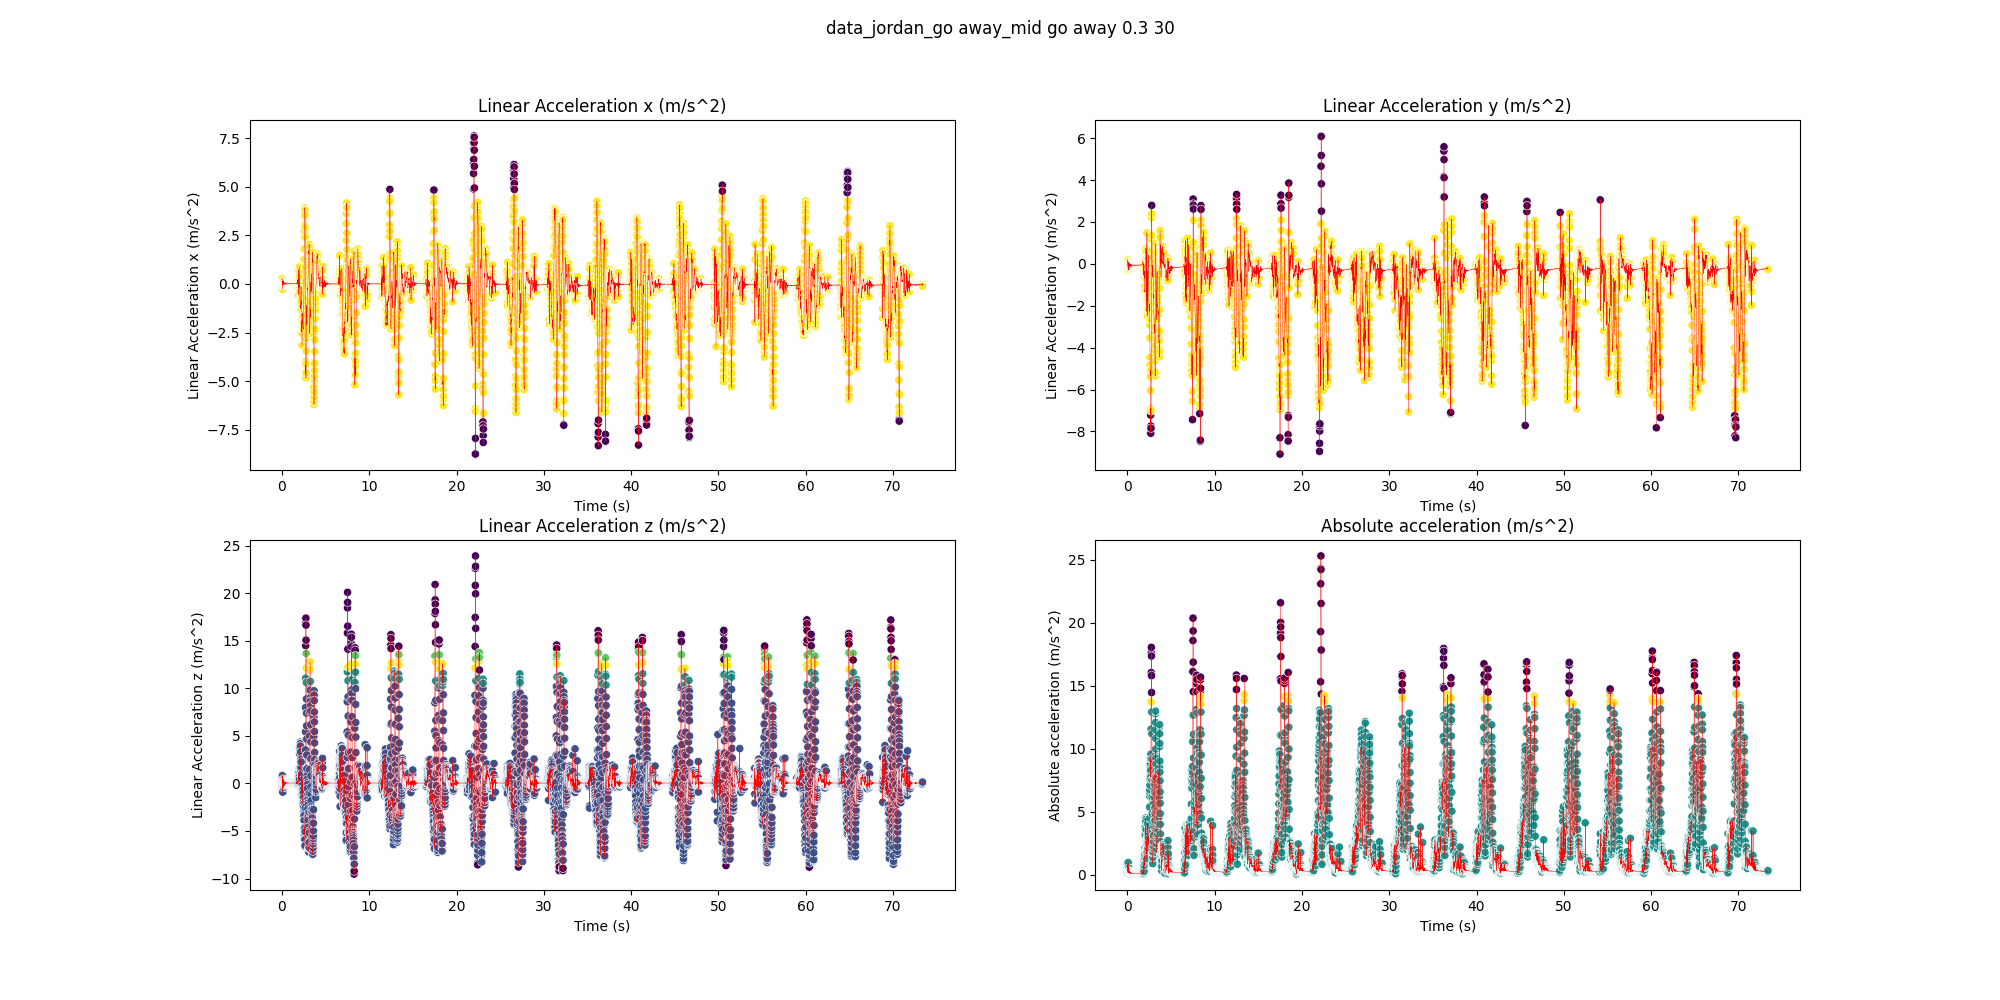 data_jordan_go away_mid go away 0.3 30
Linear Acceleration x (m/s^2)
Linear Acceleration x (m/s^2)
7.5
5.0
2.5
0.0
−2.5
−5.0
−7.5
0 10 20 30 40 50 60 70
Time (s)
Linear Acceleration y (m/s^2)
Linear Acceleration y (m/s^2)
6
4
2
0
−2
−4
−6
−8
0 10 20 30 40 50 60 70
Time (s)
Linear Acceleration z (m/s^2)
Linear Acceleration z (m/s^2)
25
20
15
10
5
0
−5
−10
0 10 20 30 40 50 60 70
Time (s)
Absolute acceleration (m/s^2)
Absolute acceleration (m/s^2)
25
20
15
10
5
0
0 10 20 30 40 50 60 70
Time (s)